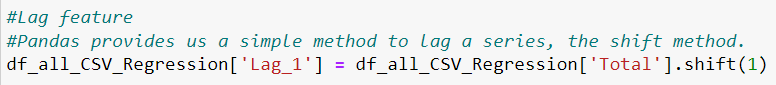 #Lag feature
#Pandas provides us a simple method to lag a series, the shift method.
df_all_CSV_Regression['Lag_1'] = df_all_CSV_Regression['Total'].shift(1)